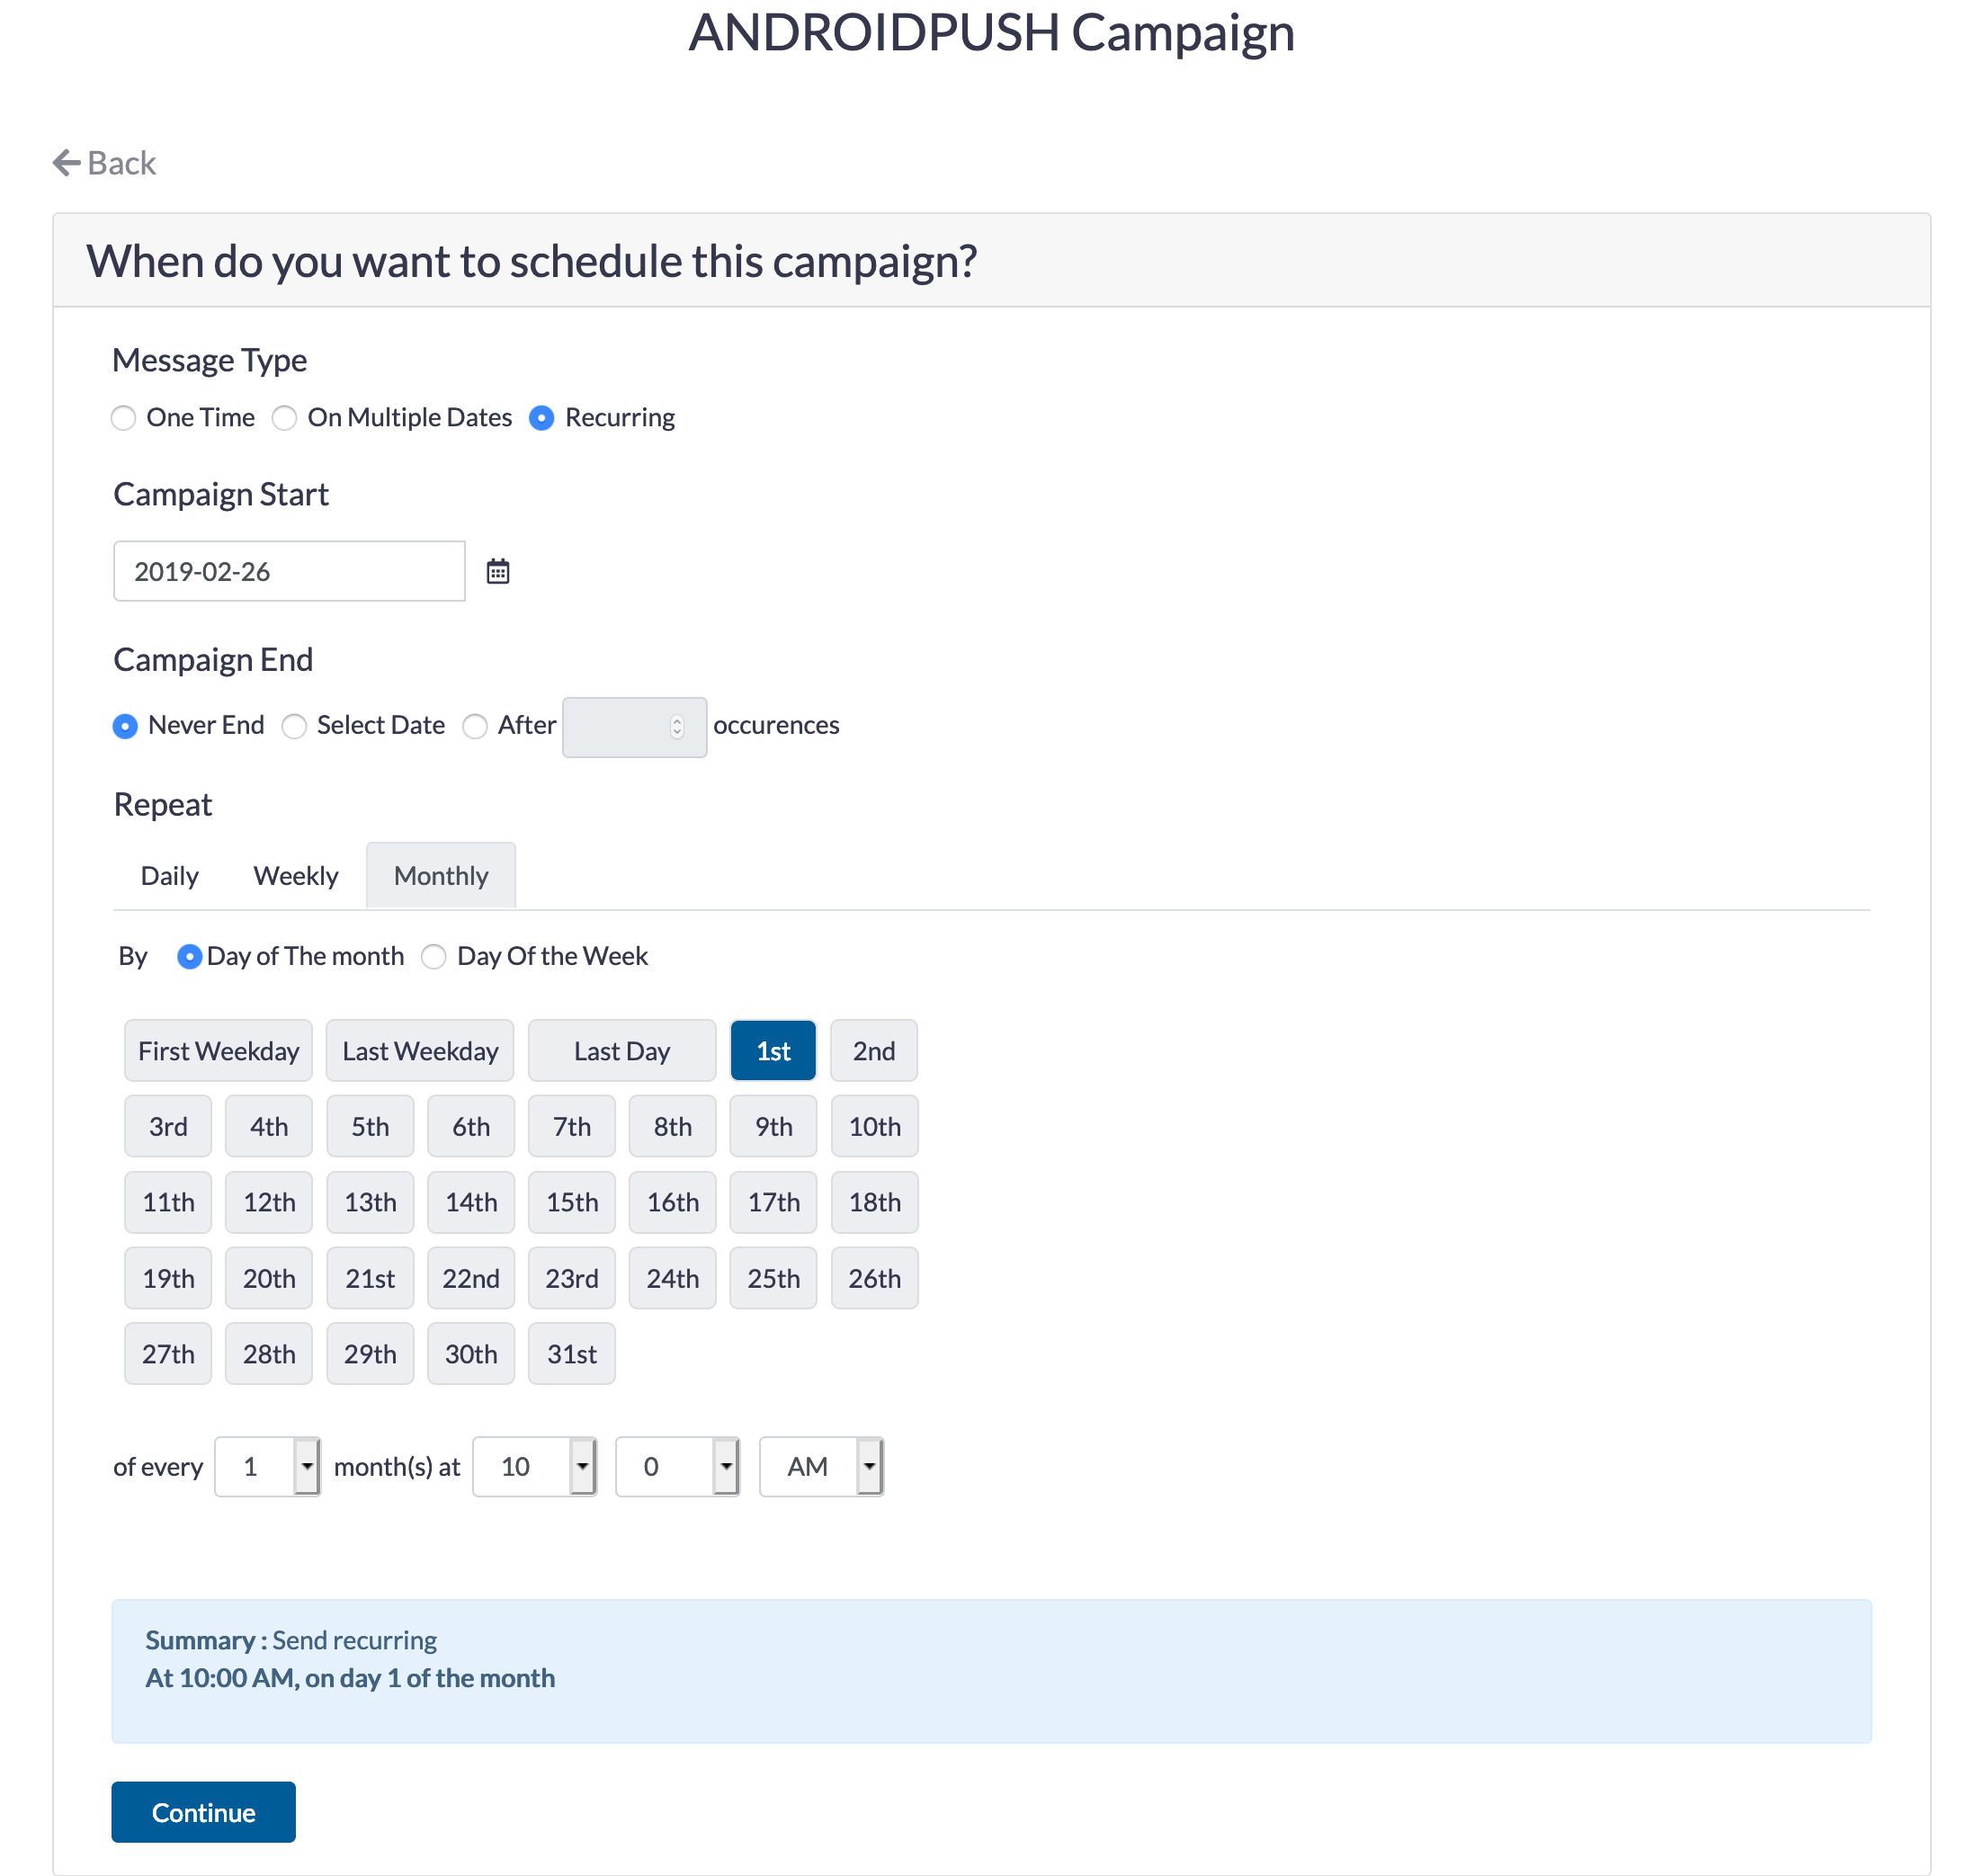 ANDROIDPUSH Campaign
Back
When do you want to schedule this campaign?
Message Type
One Time On Multiple Dates Recurring
Campaign Start
2019-02-26
Campaign End
Never End Select Date After occurences
Repeat
Daily Weekly Monthly
By Day of The month Day Of the Week
First Weekday Last Weekday Last Day 1st 2nd
3rd 4th 5th 6th 7th 8th 9th 10th
11th 12th 13th 14th 15th 16th 17th 18th
19th 20th 21st 22nd 23rd 24th 25th 26th
27th 28th 29th 30th 31st
of every 1 month(s) at 10 0 AM
Summary : Send recurring
At 10:00 AM, on day 1 of the month
Continue